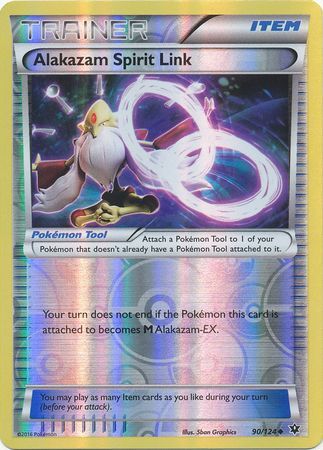 TRAINER
ITEM
Alakazam Spirit Link
Pokémon Tool
Attach a Pokémon Tool to 1 of your
Pokémon that doesn't already have a Pokémon Tool attached to it.
Your turn does not end if the Pokémon this card is
attached to becomes M Alakazam-EX.
You may play as many Item cards as you like during your turn
(before your attack).
©2016 Pokémon
Illus. 5ban Graphics
90/124